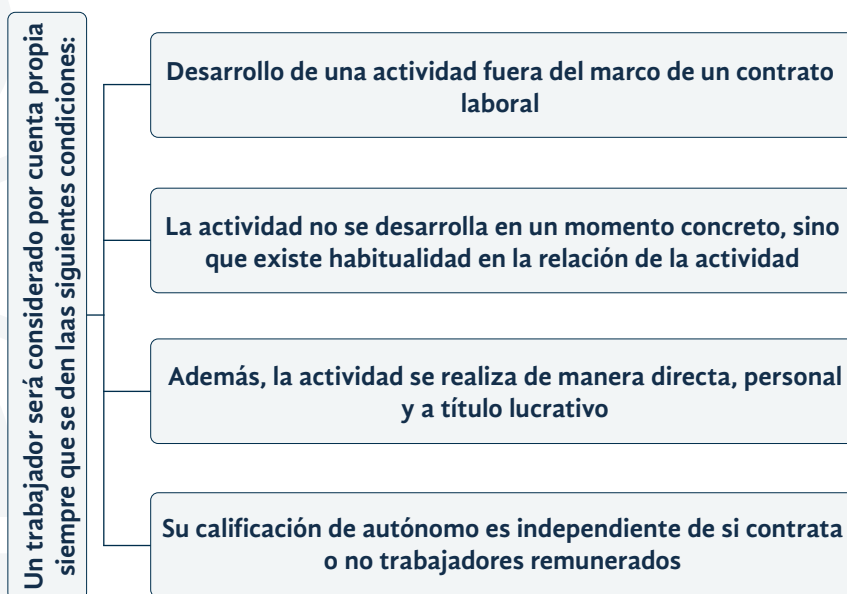 Un trabajador será considerado por cuenta propia
siempre que se den laas siguientes condiciones:
Desarrollo de una actividad fuera del marco de un contrato
laboral
La actividad no se desarrolla en un momento concreto, sino
que existe habitualidad en la relación de la actividad
Además, la actividad se realiza de manera directa, personal
y a título lucrativo
Su calificación de autónomo es independiente de si contrata
o no trabajadores remunerados